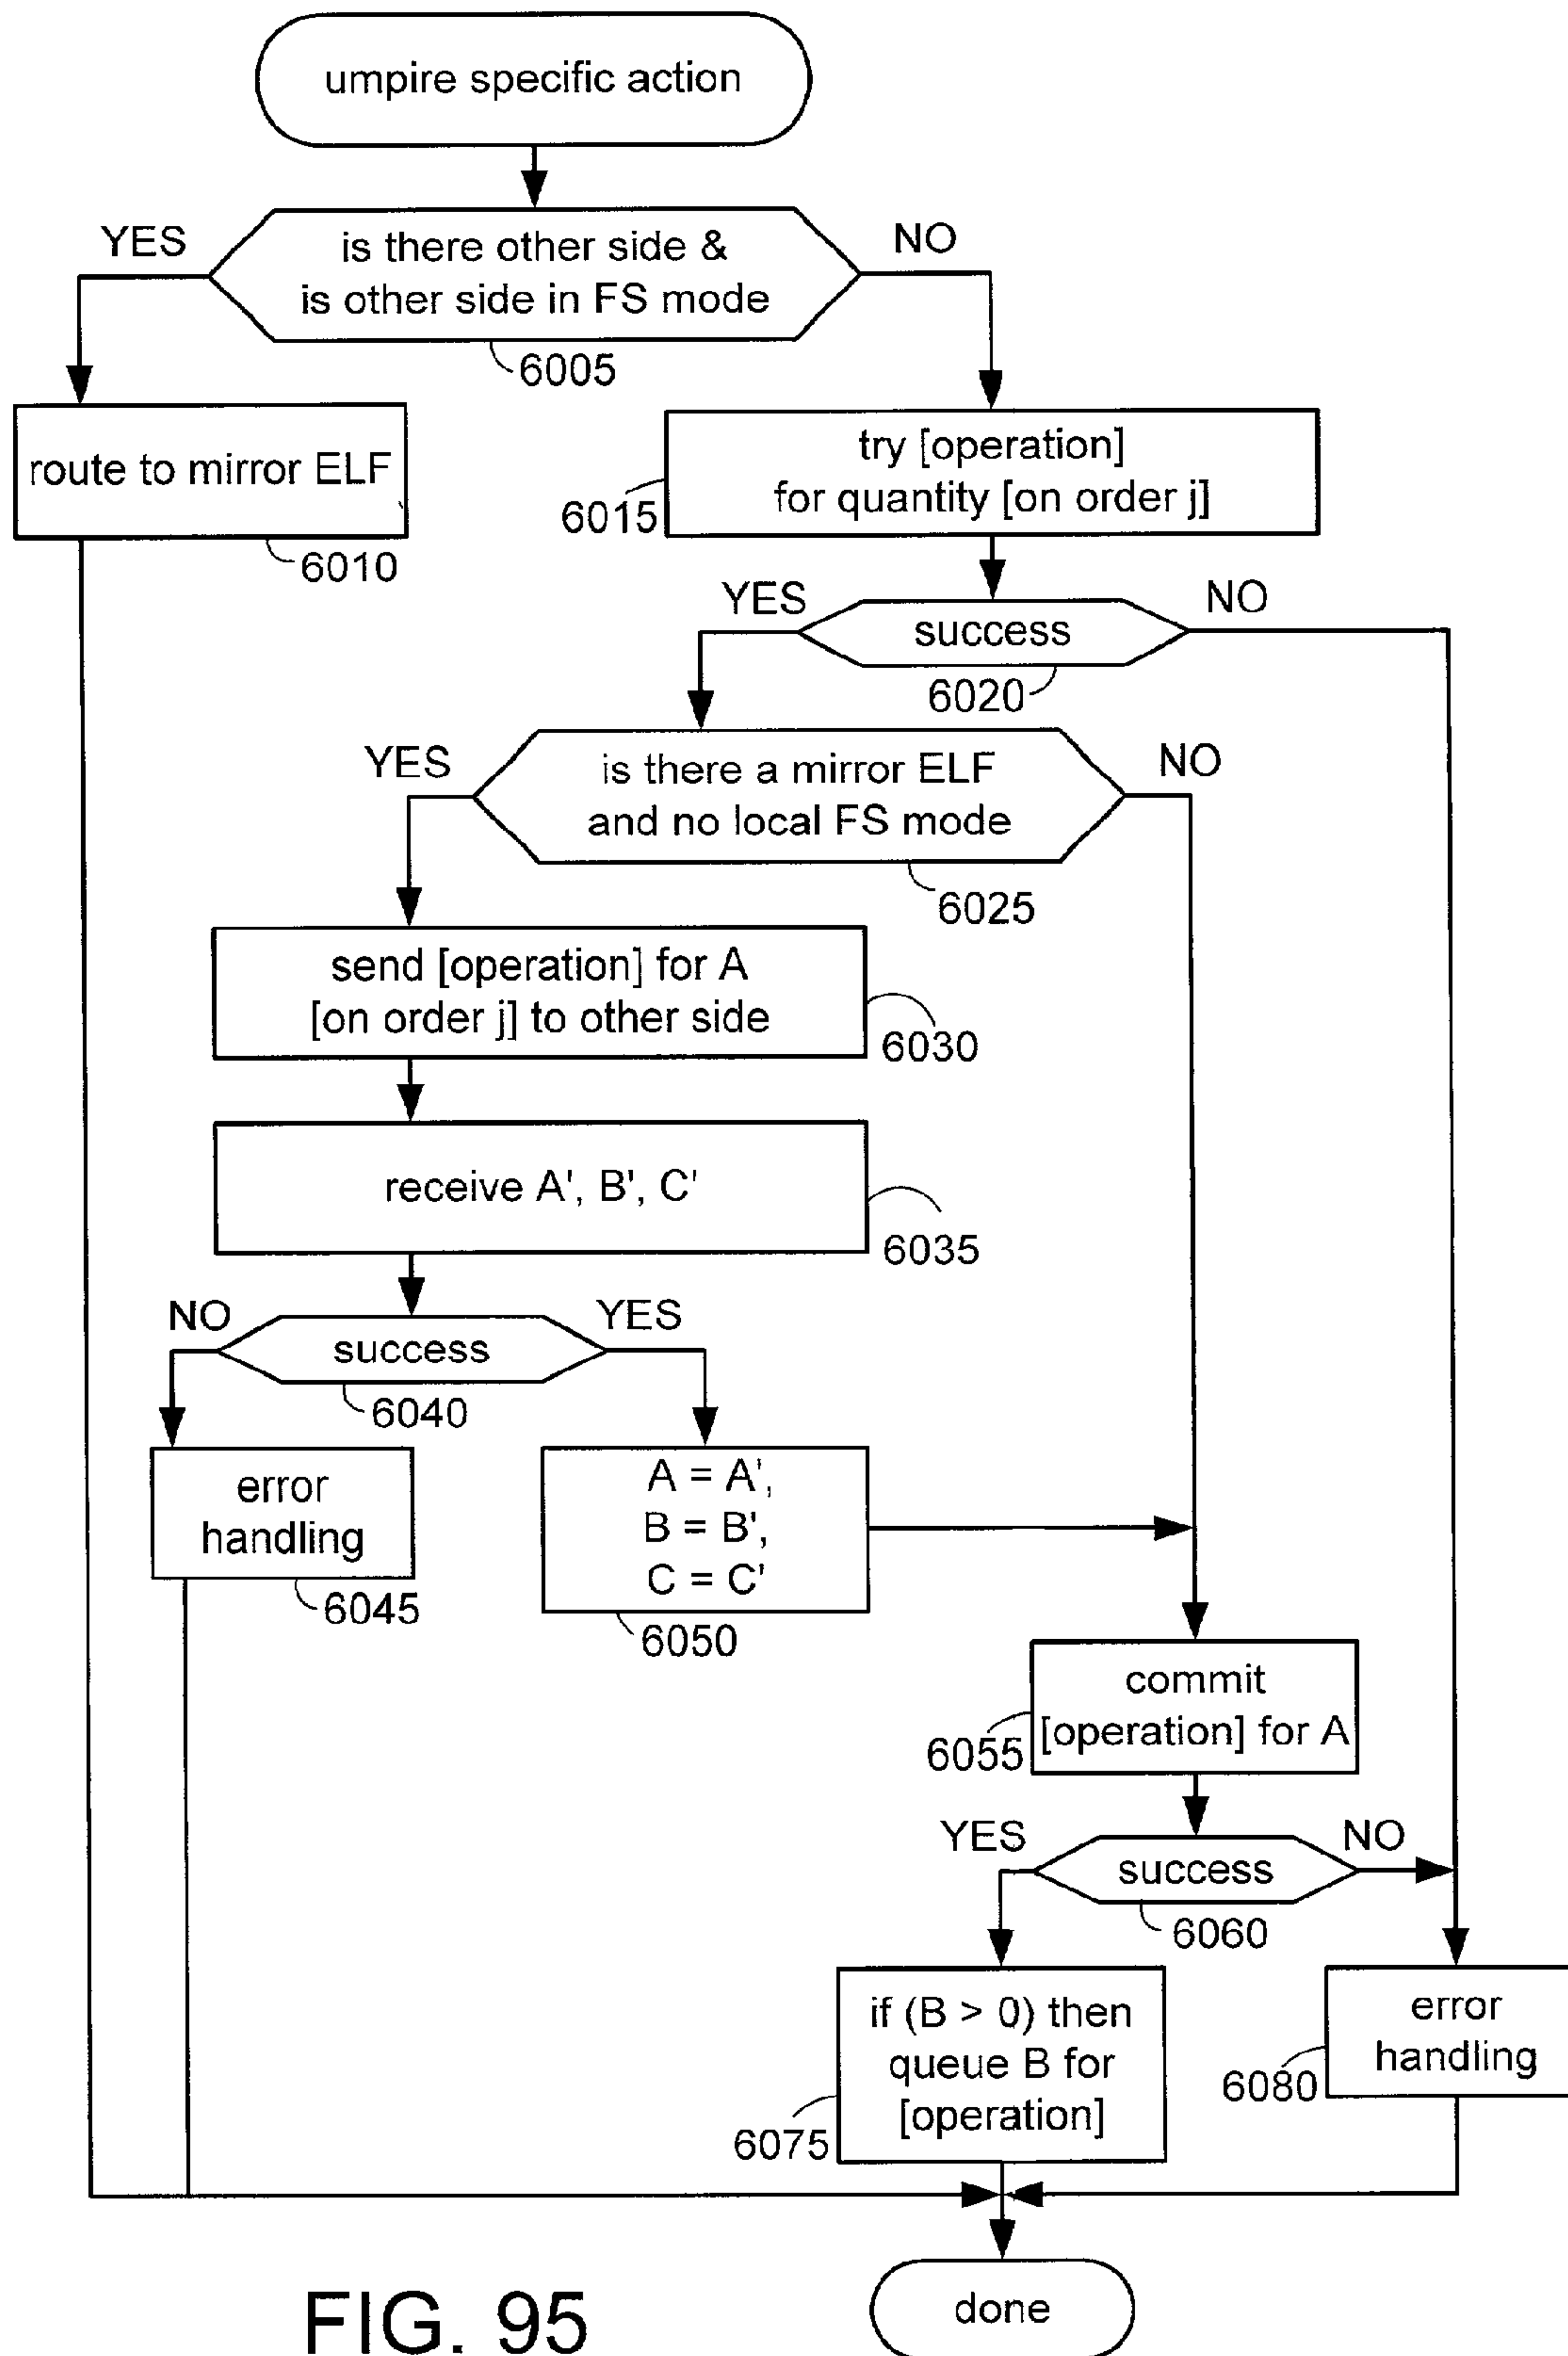 umpire specific action
YES
is there other side &
is other side in FS mode
NO
6005
route to mirror ELF
6010
try [operation]
for quantity [on order j]
6015
YES
success
NO
6020
YES
is there a mirror ELF
and no local FS mode
NO
6025
send [operation] for A
[on order j] to other side
6030
receive A', B', C'
6035
NO
success
YES
6040
error
handling
6045
A = A',
B = B',
C = C'
6050
commit
[operation] for A
6055
YES
success
NO
6060
if (B > 0) then
queue B for
[operation]
6075
error
handling
6080
done
FIG. 95